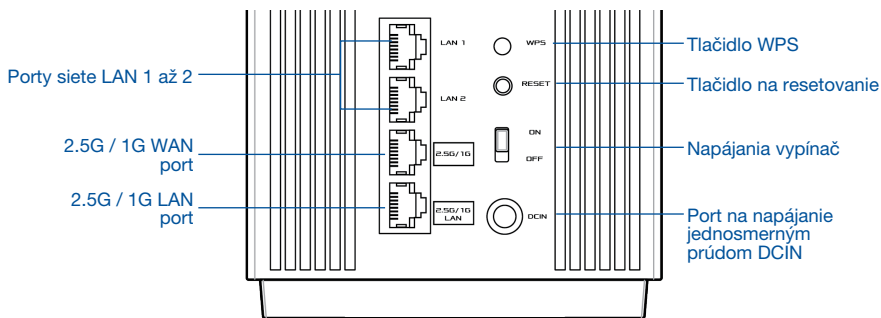 Porty siete LAN 1 až 2
2.5G / 1G WAN
port
2.5G / 1G LAN
port
LAN 1
LAN 2
2.5G/1G
2.5G/1G
LAN
WPS
RESET
ON
OFF
DCIN
Tlačidlo WPS
Tlačidlo na resetovanie
Napájania vypínač
Port na napájanie
jednosmerným
prúdom DCIN